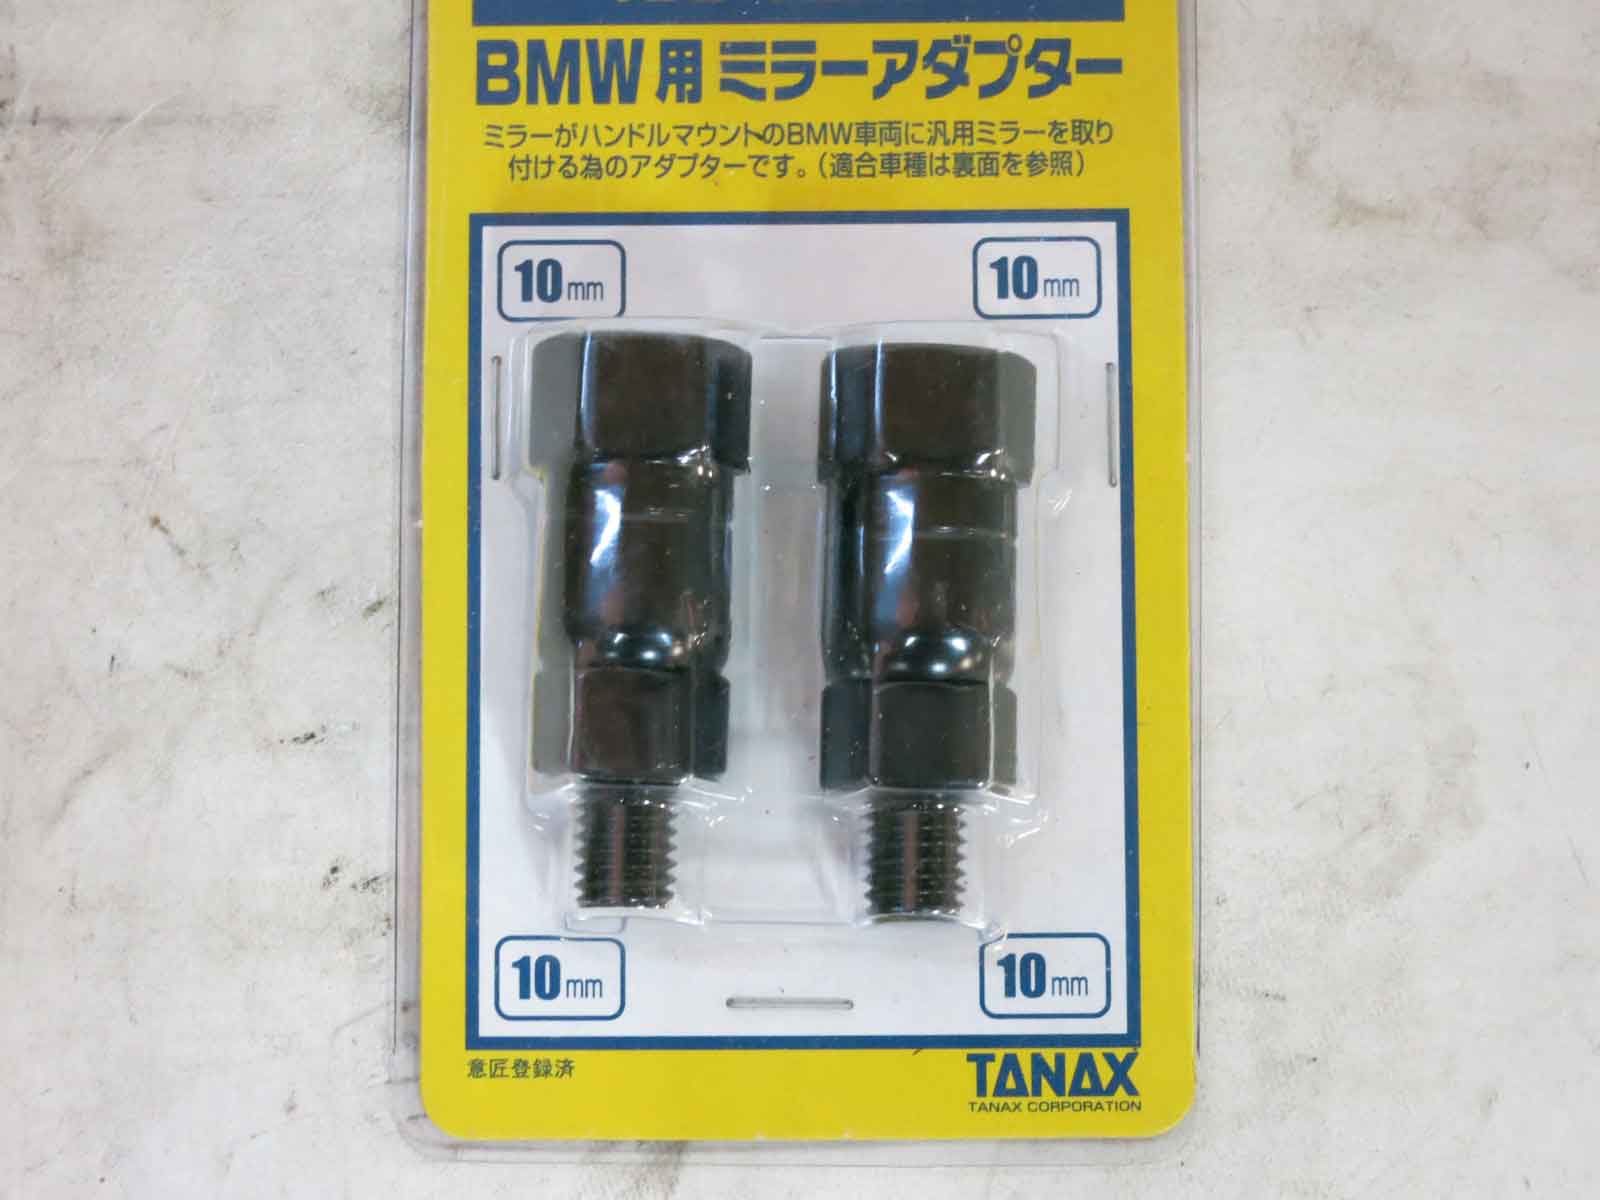 BMW用ミラーアダプター
ミラーがハンドルマウントのBMW車両に汎用ミラーを取り
付ける為のアダプターです。(適合車種は裏面を参照)
10mm
10mm
10mm
10mm
意匠登録済
TANAX
TANAX CORPORATION